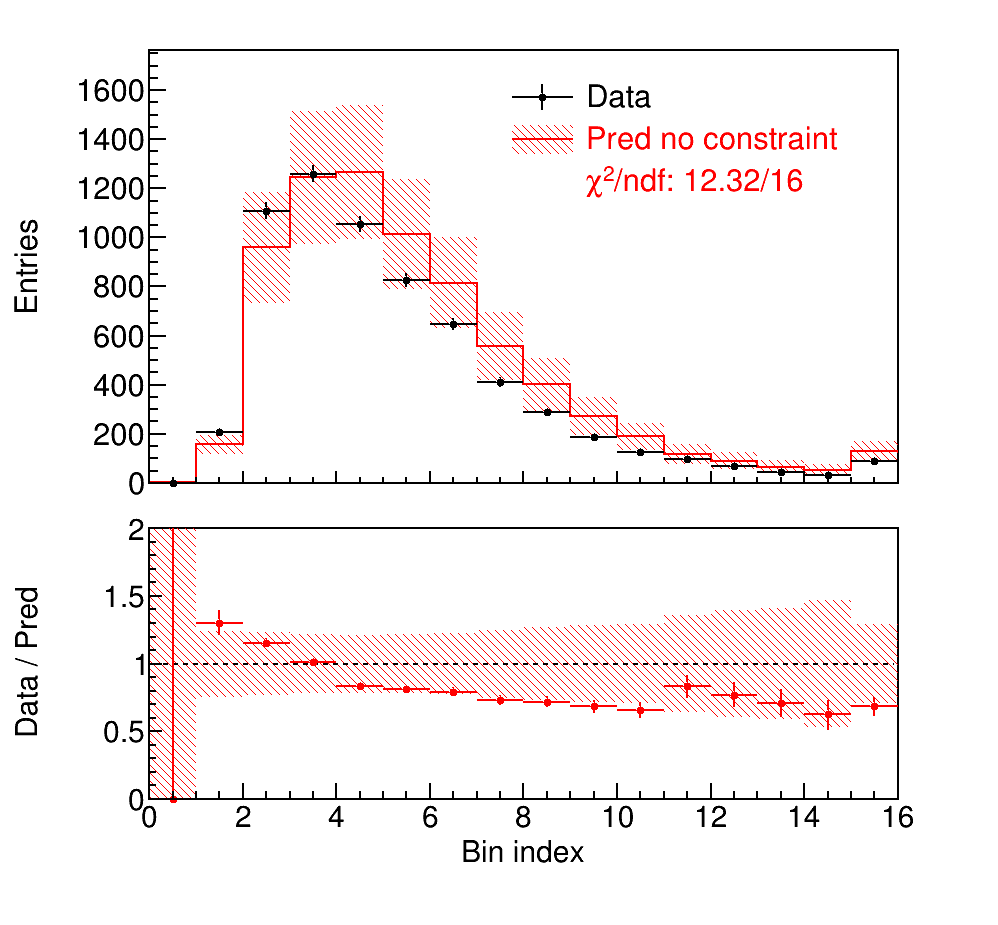 1600
1400
1200
1000
800
600
400
200
0
Entries
Data
Pred no constraint
χ²/ndf: 12.32/16
2
1.5
1
0.5
0
Data / Pred
0 2 4 6 8 10 12 14 16
Bin index